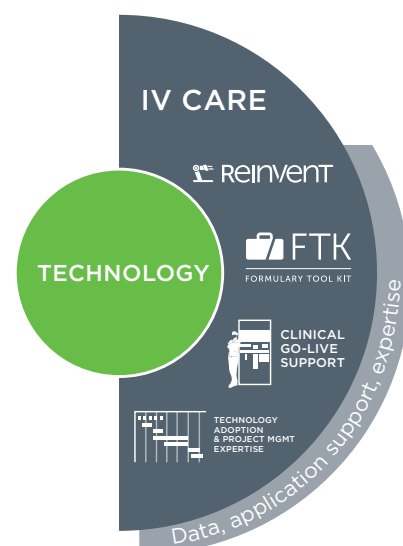 IV CARE
REINVENT
FTK
FORMULARY TOOL KIT
TECHNOLOGY
CLINICAL
GO-LIVE
SUPPORT
TECHNOLOGY
ADOPTION
& PROJECT MGMT
EXPERTISE
Data, application support, expertise